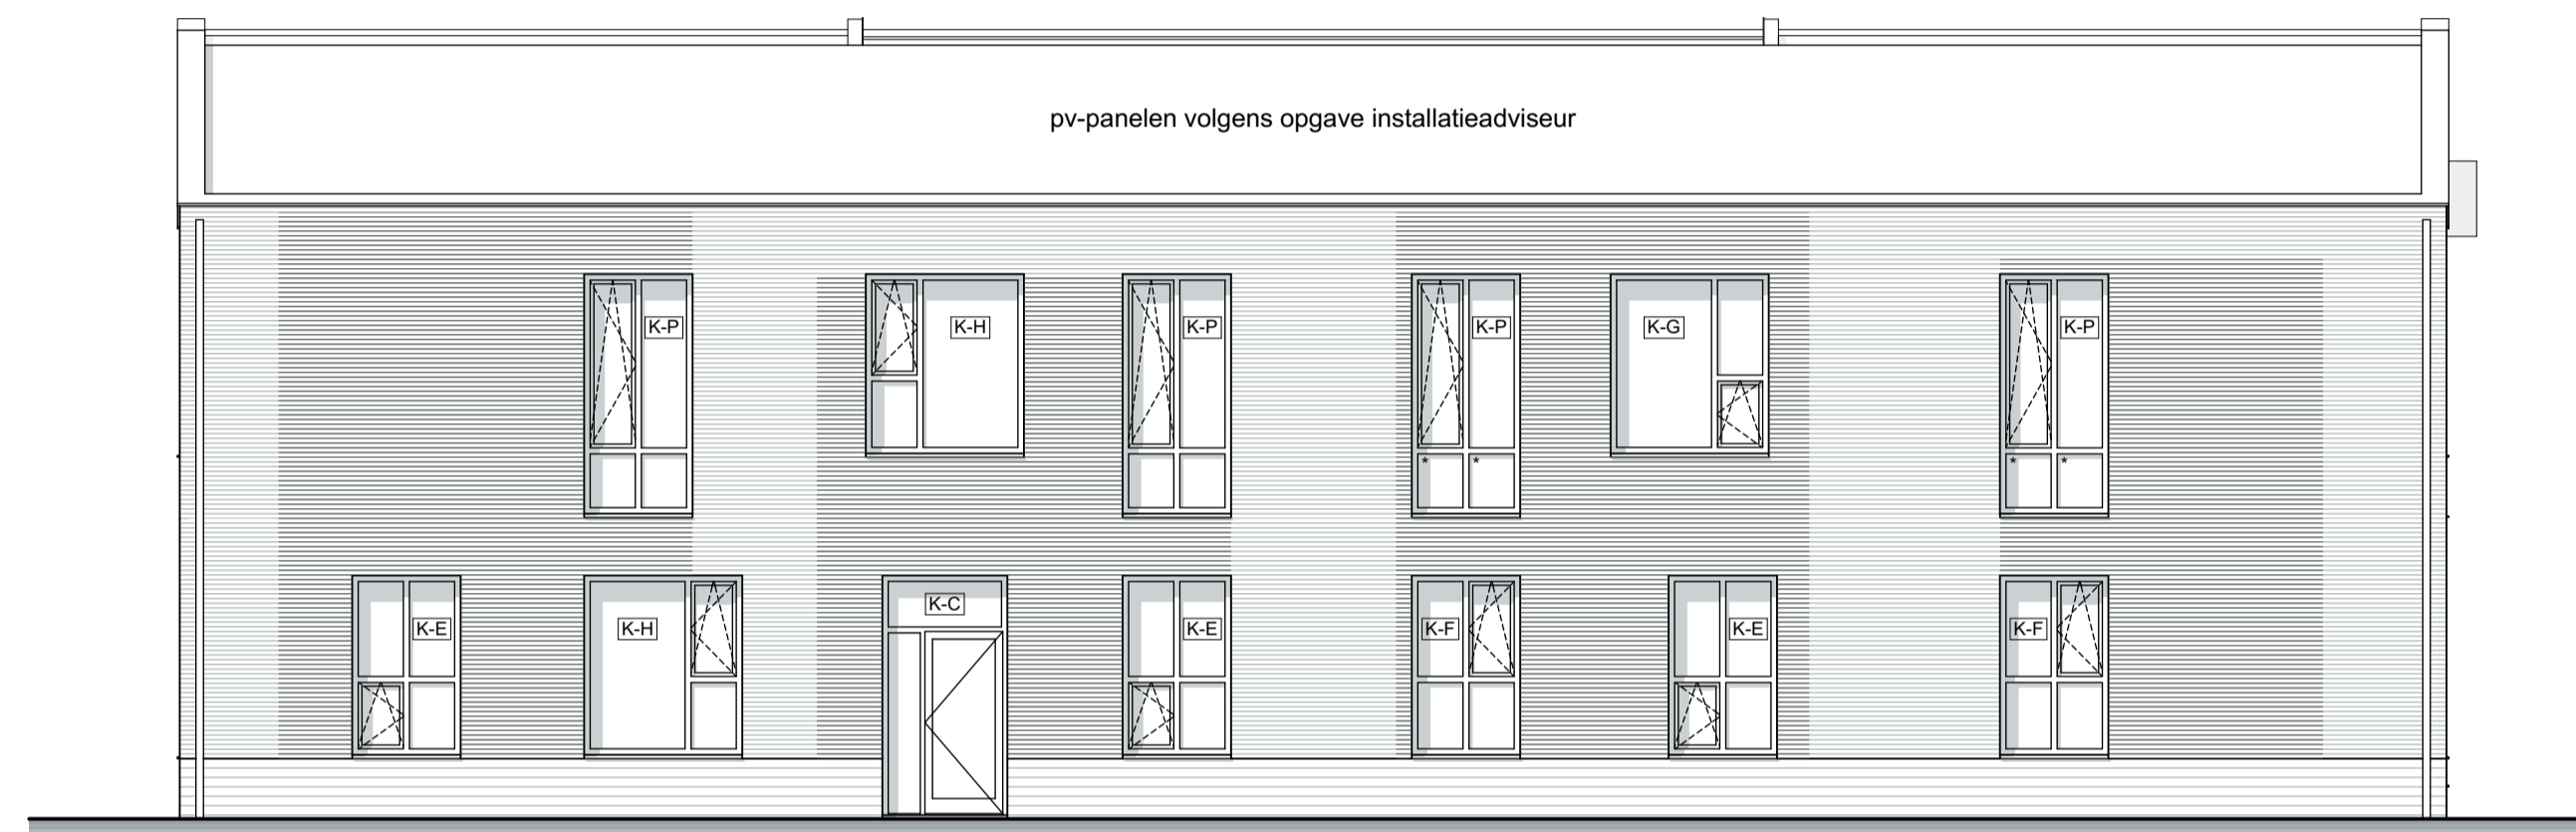 pv-panelen volgens opgave installatieadviseur
K-P K-H K-P K-P K-G K-P
* * * *
K-C
K-E K-H K-E K-F K-E K-F